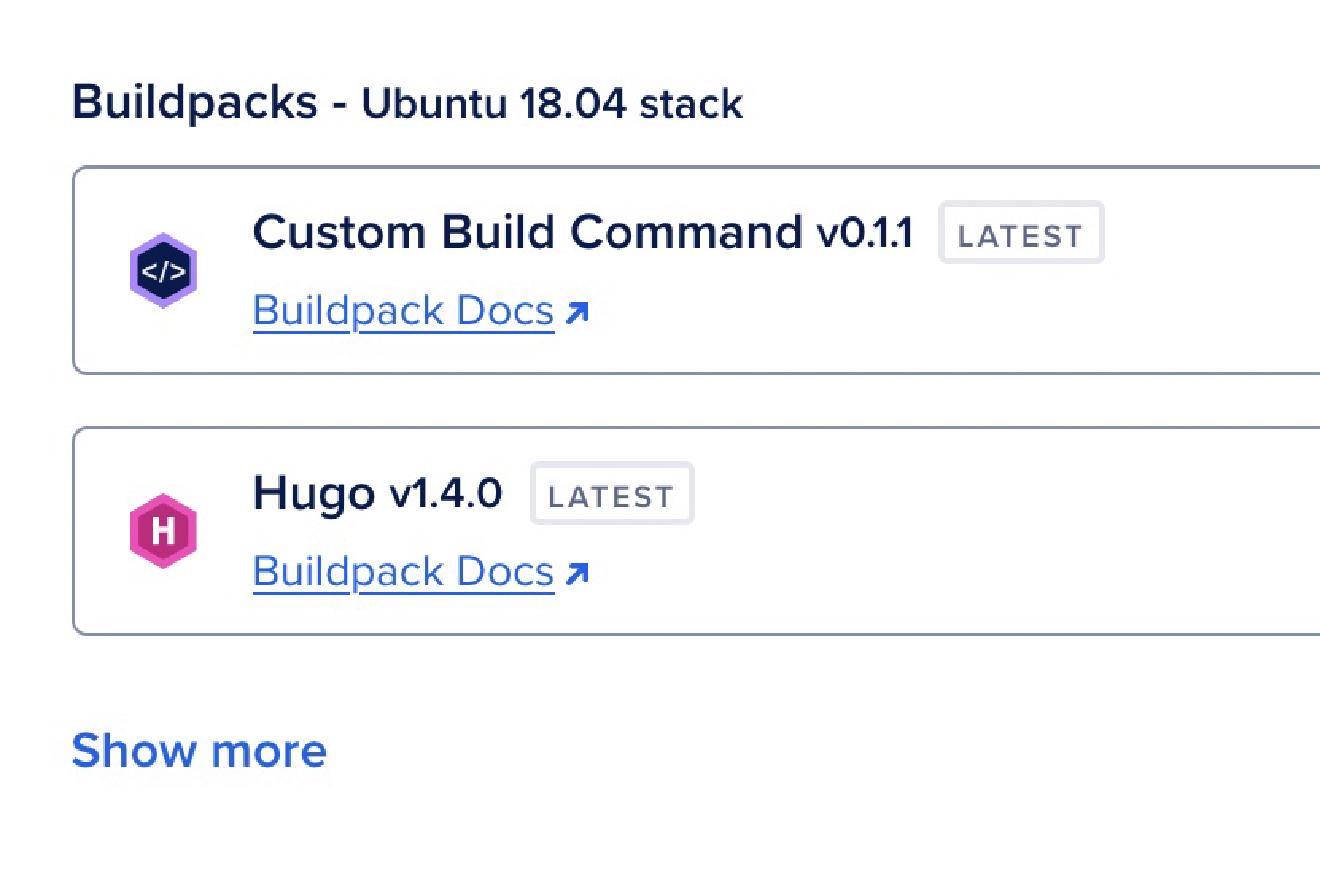 Buildpacks - Ubuntu 18.04 stack
</>
Custom Build Command v0.1.1 LATEST
Buildpack Docs
H
Hugo v1.4.0 LATEST
Buildpack Docs
Show more